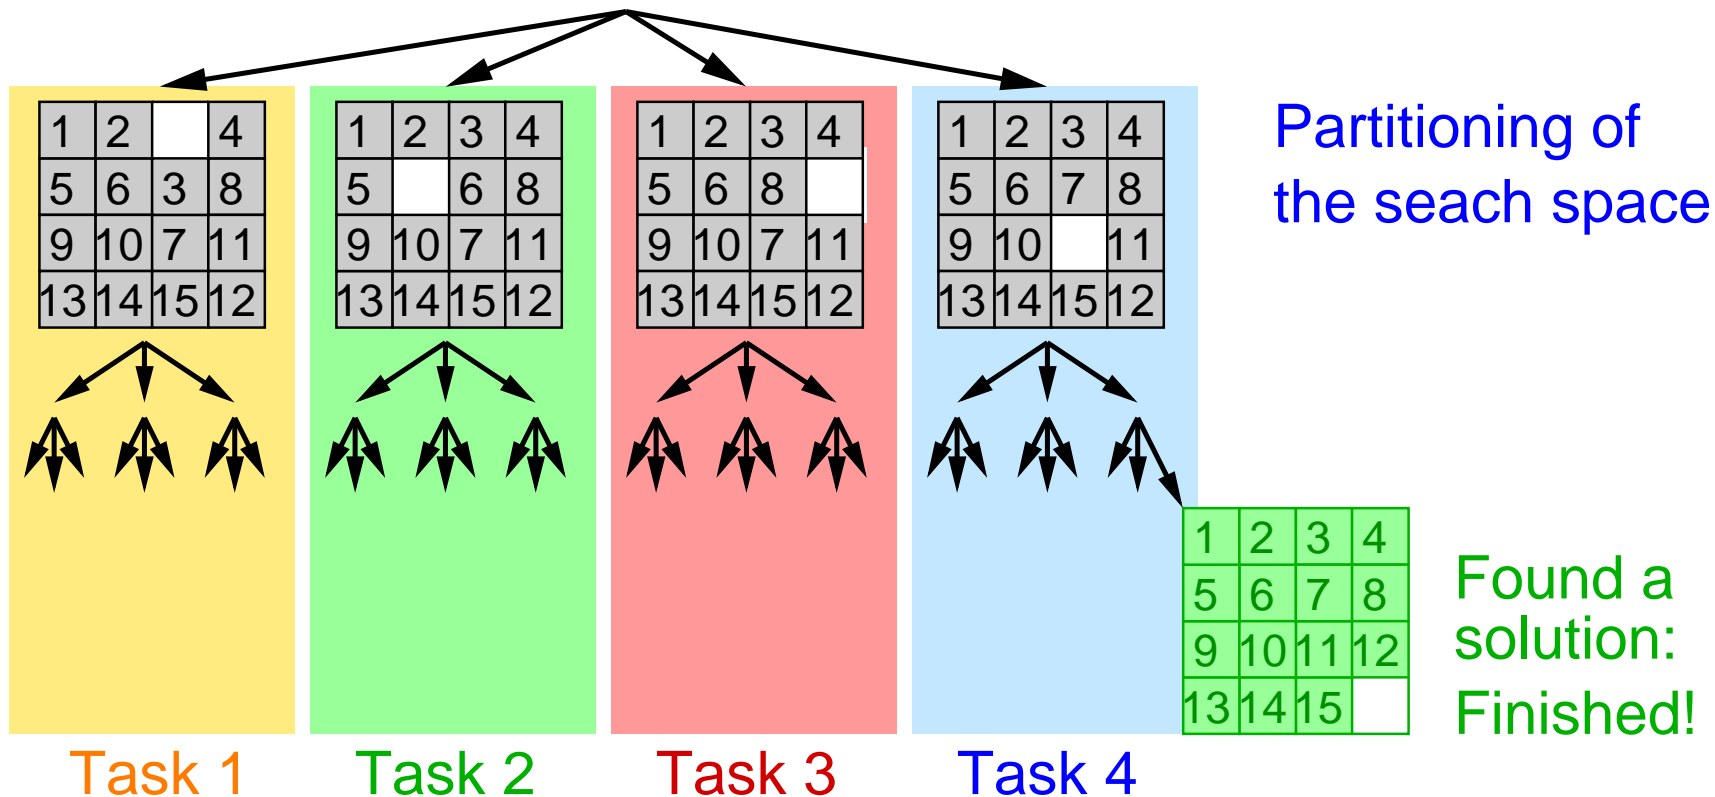 1 2 4
5 6 3 8
9 10 7 11
13 14 15 12
1 2 3 4
5 6 8
9 10 7 11
13 14 15 12
1 2 3 4
5 6 8
9 10 7 11
13 14 15 12
1 2 3 4
5 6 7 8
9 10 11
13 14 15 12
Partitioning of
the seach space
1 2 3 4
5 6 7 8
9 10 11 12
13 14 15
Found a
solution:
Finished!
Task 1
Task 2
Task 3
Task 4